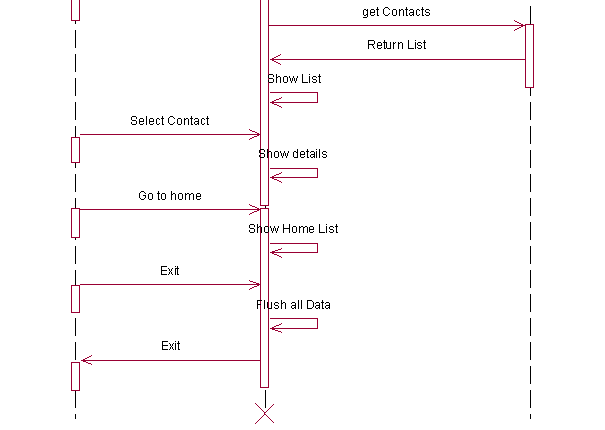 get Contacts
Return List
Show List
Select Contact
Show details
Go to home
Show Home List
Exit
Flush all Data
Exit